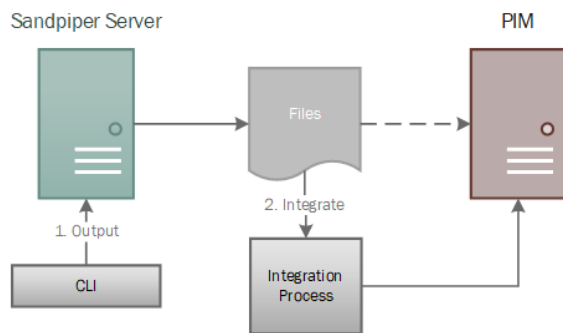 Sandpiper Server
PIM
Files
1. Output
2. Integrate
CLI
Integration
Process